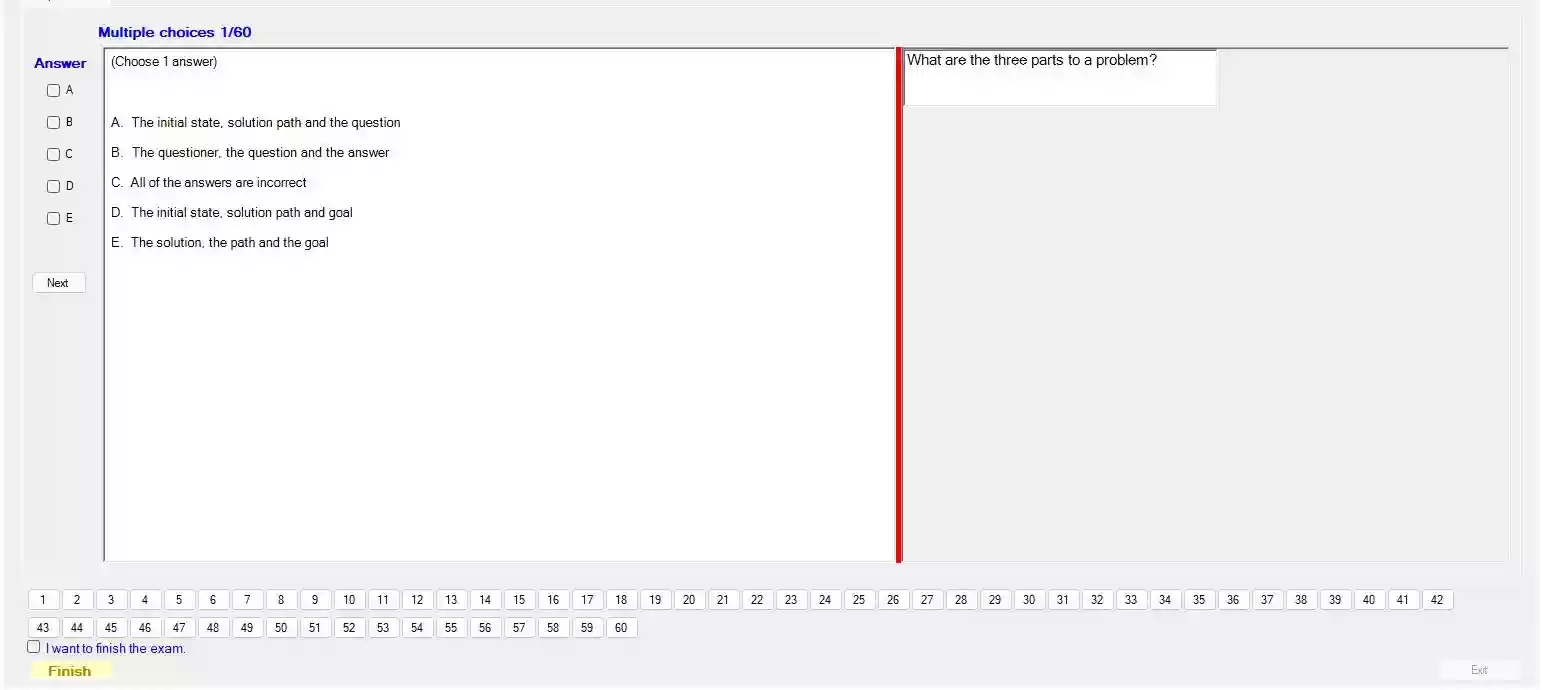 Multiple choices 1/60
Answer
(Choose 1 answer)
What are the three parts to a problem?
A
B
C
D
E
A. The initial state, solution path and the question
B. The questioner, the question and the answer
C. All of the answers are incorrect
D. The initial state, solution path and goal
E. The solution, the path and the goal
Next
1 2 3 4 5 6 7 8 9 10 11 12 13 14 15 16 17 18 19 20 21 22 23 24 25 26 27 28 29 30 31 32 33 34 35 36 37 38 39 40 41 42
43 44 45 46 47 48 49 50 51 52 53 54 55 56 57 58 59 60
I want to finish the exam.
Finish
Exit